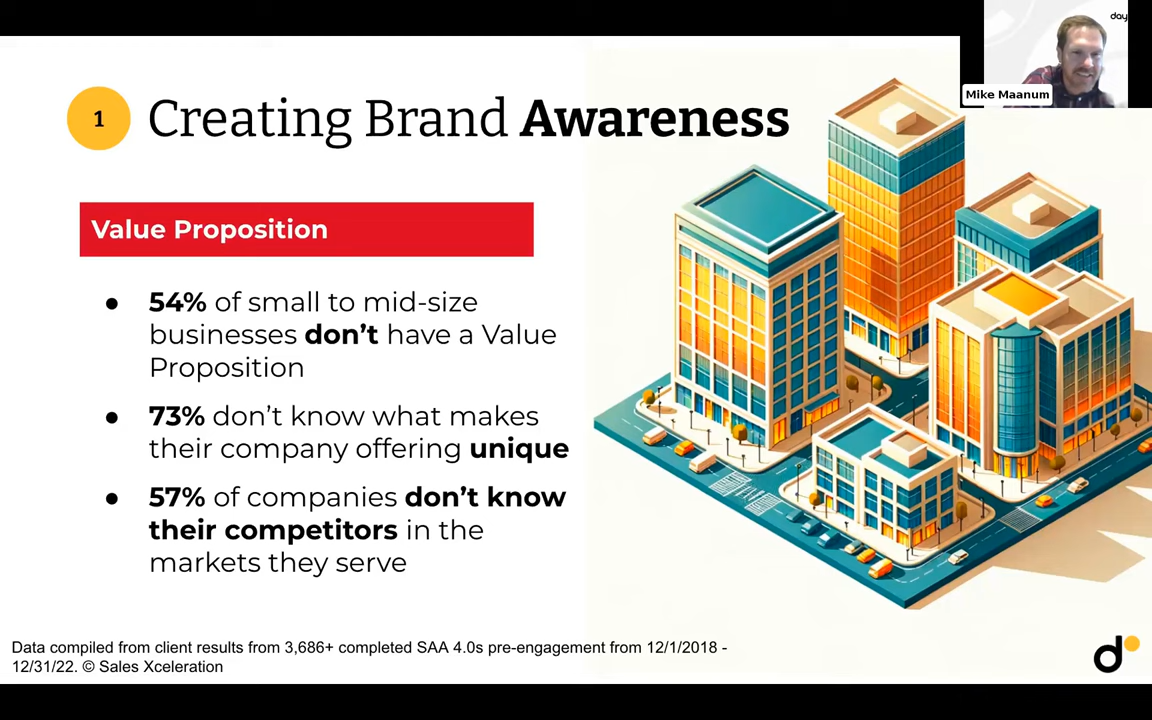 day
Mike Maanum
1
Creating Brand Awareness
Value Proposition
● 54% of small to mid-size
businesses don’t have a Value
Proposition
● 73% don’t know what makes
their company offering unique
● 57% of companies don’t know
their competitors in the
markets they serve
Data compiled from client results from 3,686+ completed SAA 4.0s pre-engagement from 12/1/2018 -
12/31/22. © Sales Xceleration
d